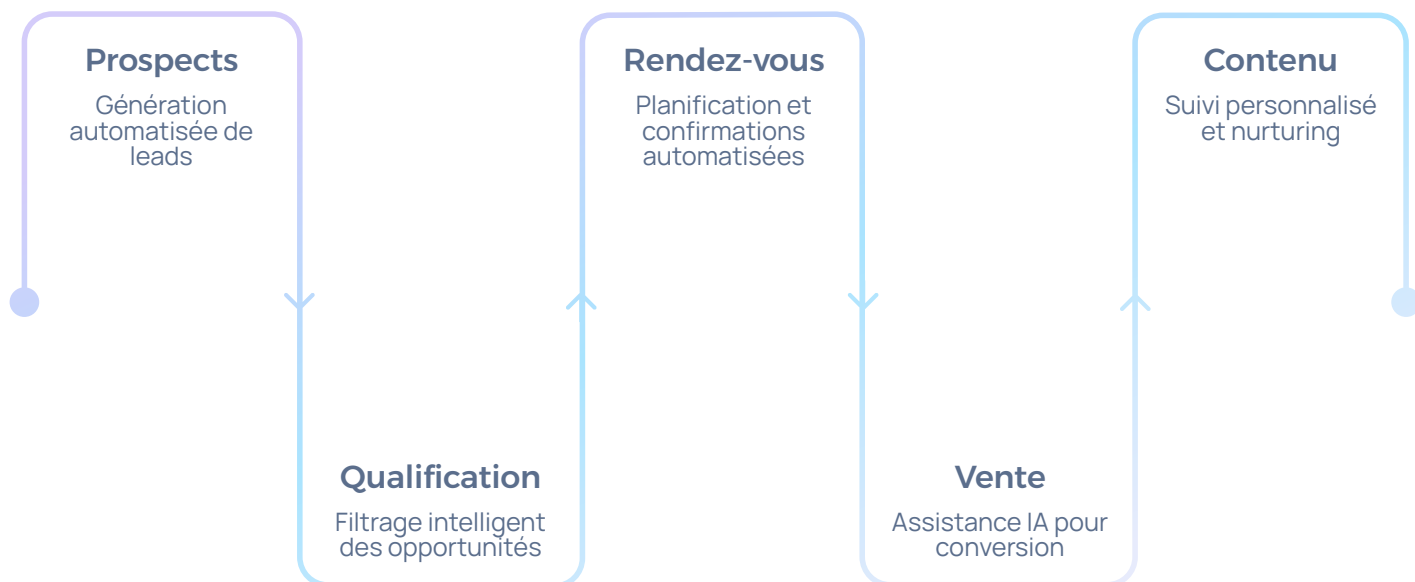 Prospects
Génération
automatisée de
leads
Qualification
Filtrage intelligent
des opportunités
Rendez-vous
Planification et
confirmations
automatisées
Vente
Assistance IA pour
conversion
Contenu
Suivi personnalisé
et nurturing